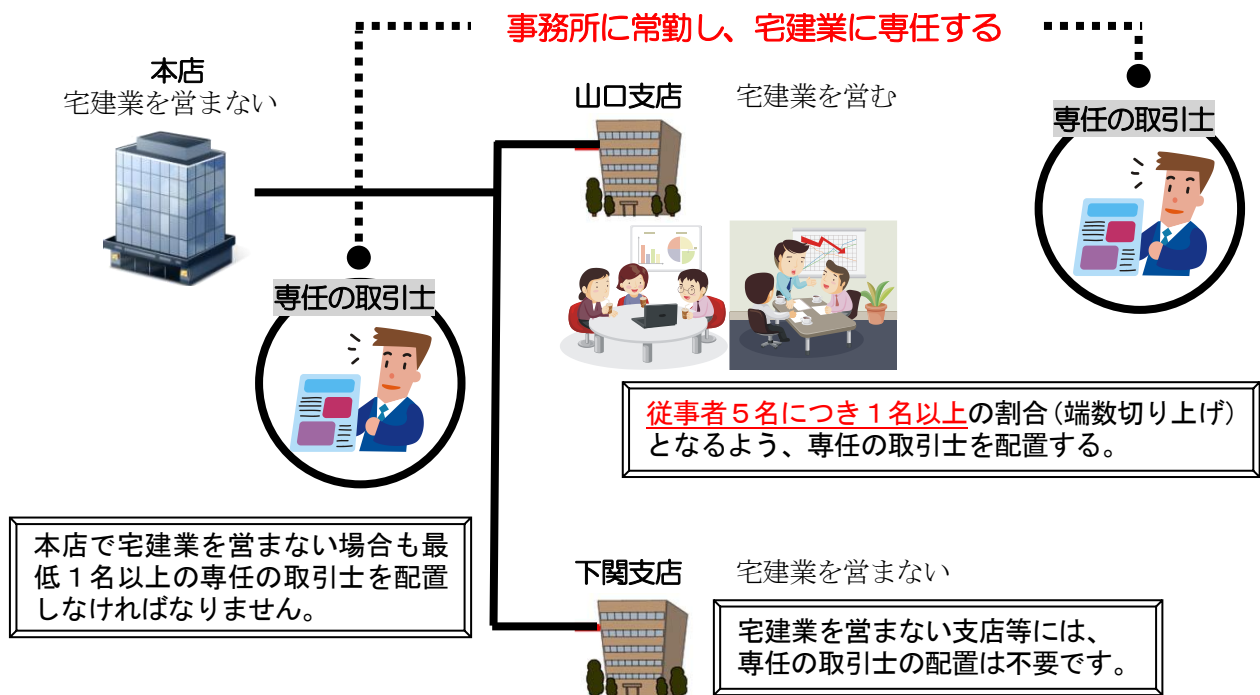 事務所に常勤し、宅建業に専任する
本店
宅建業を営まない
山口支店　宅建業を営む
専任の取引士
専任の取引士
従事者５名につき１名以上の割合（端数切り上げ）
となるよう、専任の取引士を配置する。
本店で宅建業を営まない場合も最
低１名以上の専任の取引士を配置
しなければなりません。
下関支店　宅建業を営まない
宅建業を営まない支店等には、
専任の取引士の配置は不要です。